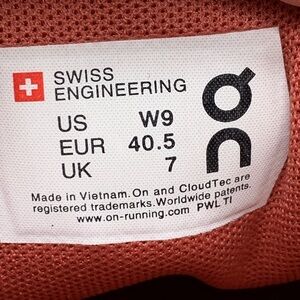 SWISS
ENGINEERING
US W9
EUR 40.5
UK 7
on
Made in Vietnam. On and CloudTec are
registered trademarks. Worldwide patents.
www.on-running.com PWL TI